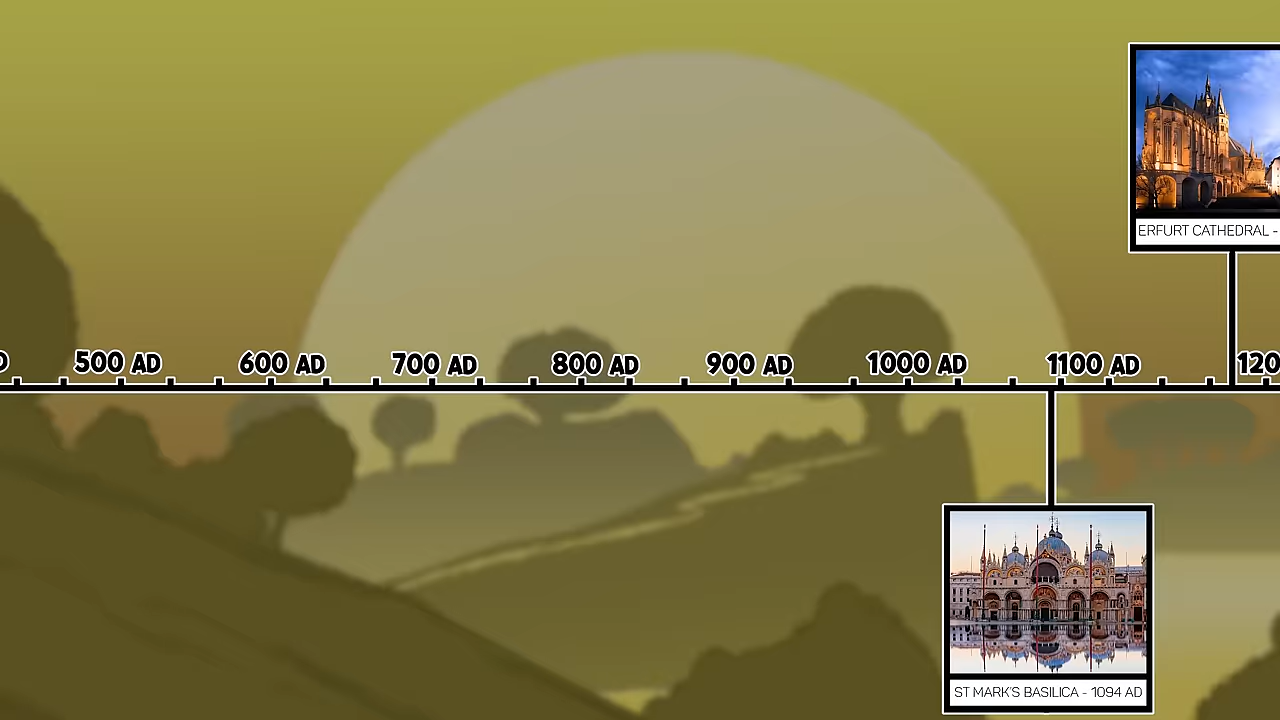 ERFURT CATHEDRAL -
500 AD
600 AD
700 AD
800 AD
900 AD
1000 AD
1100 AD
120
ST MARK'S BASILICA - 1094 AD